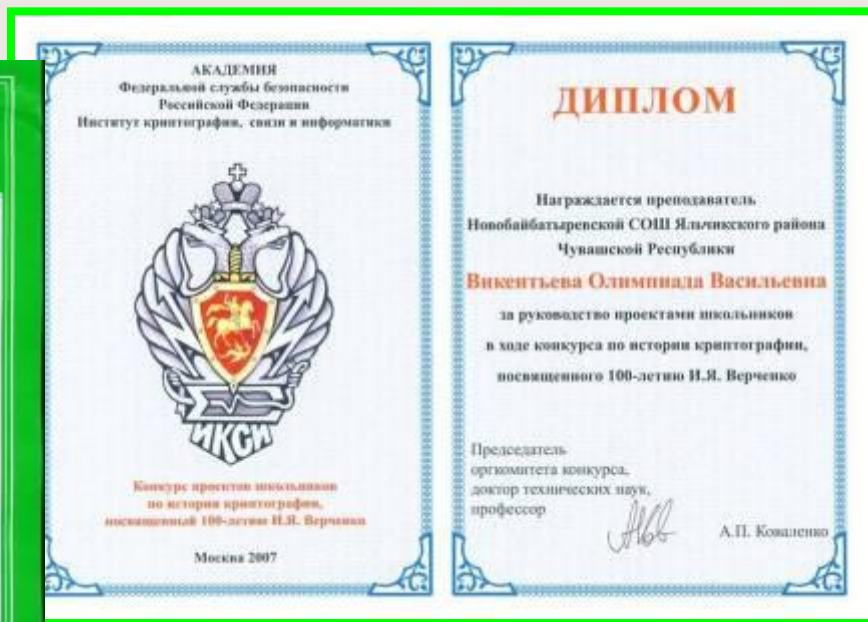 АКАДЕМИЯ
Федеральной службы безопасности
Российской Федерации
Институт криптографии, связи и информатики
ИКСИ
Конкурс проектов школьников
по истории криптографии,
посвященный 100-летию И.Я. Верченко
Москва 2007
ДИПЛОМ
Награждается преподаватель
Новобайбатыревской СОШ Яльчикского района
Чувашской Республики
Викентьева Олимпиада Васильевна
за руководство проектами школьников
в ходе конкурса по истории криптографии,
посвященного 100-летию И.Я. Верченко
Председатель
оргкомитета конкурса,
доктор технических наук,
профессор
А.П. Коваленко